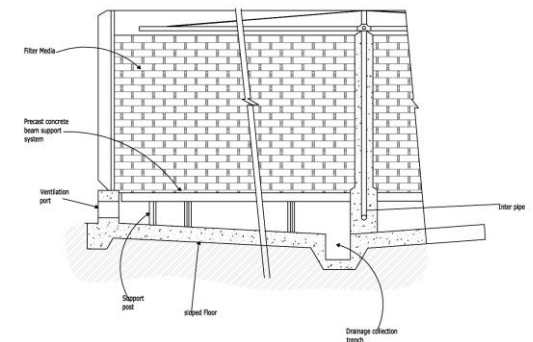 Filter Media
Precast concrete
beam support
system
Ventilation
port
Inter pipe
Support
post
sloped Floor
Drainage collection
trench